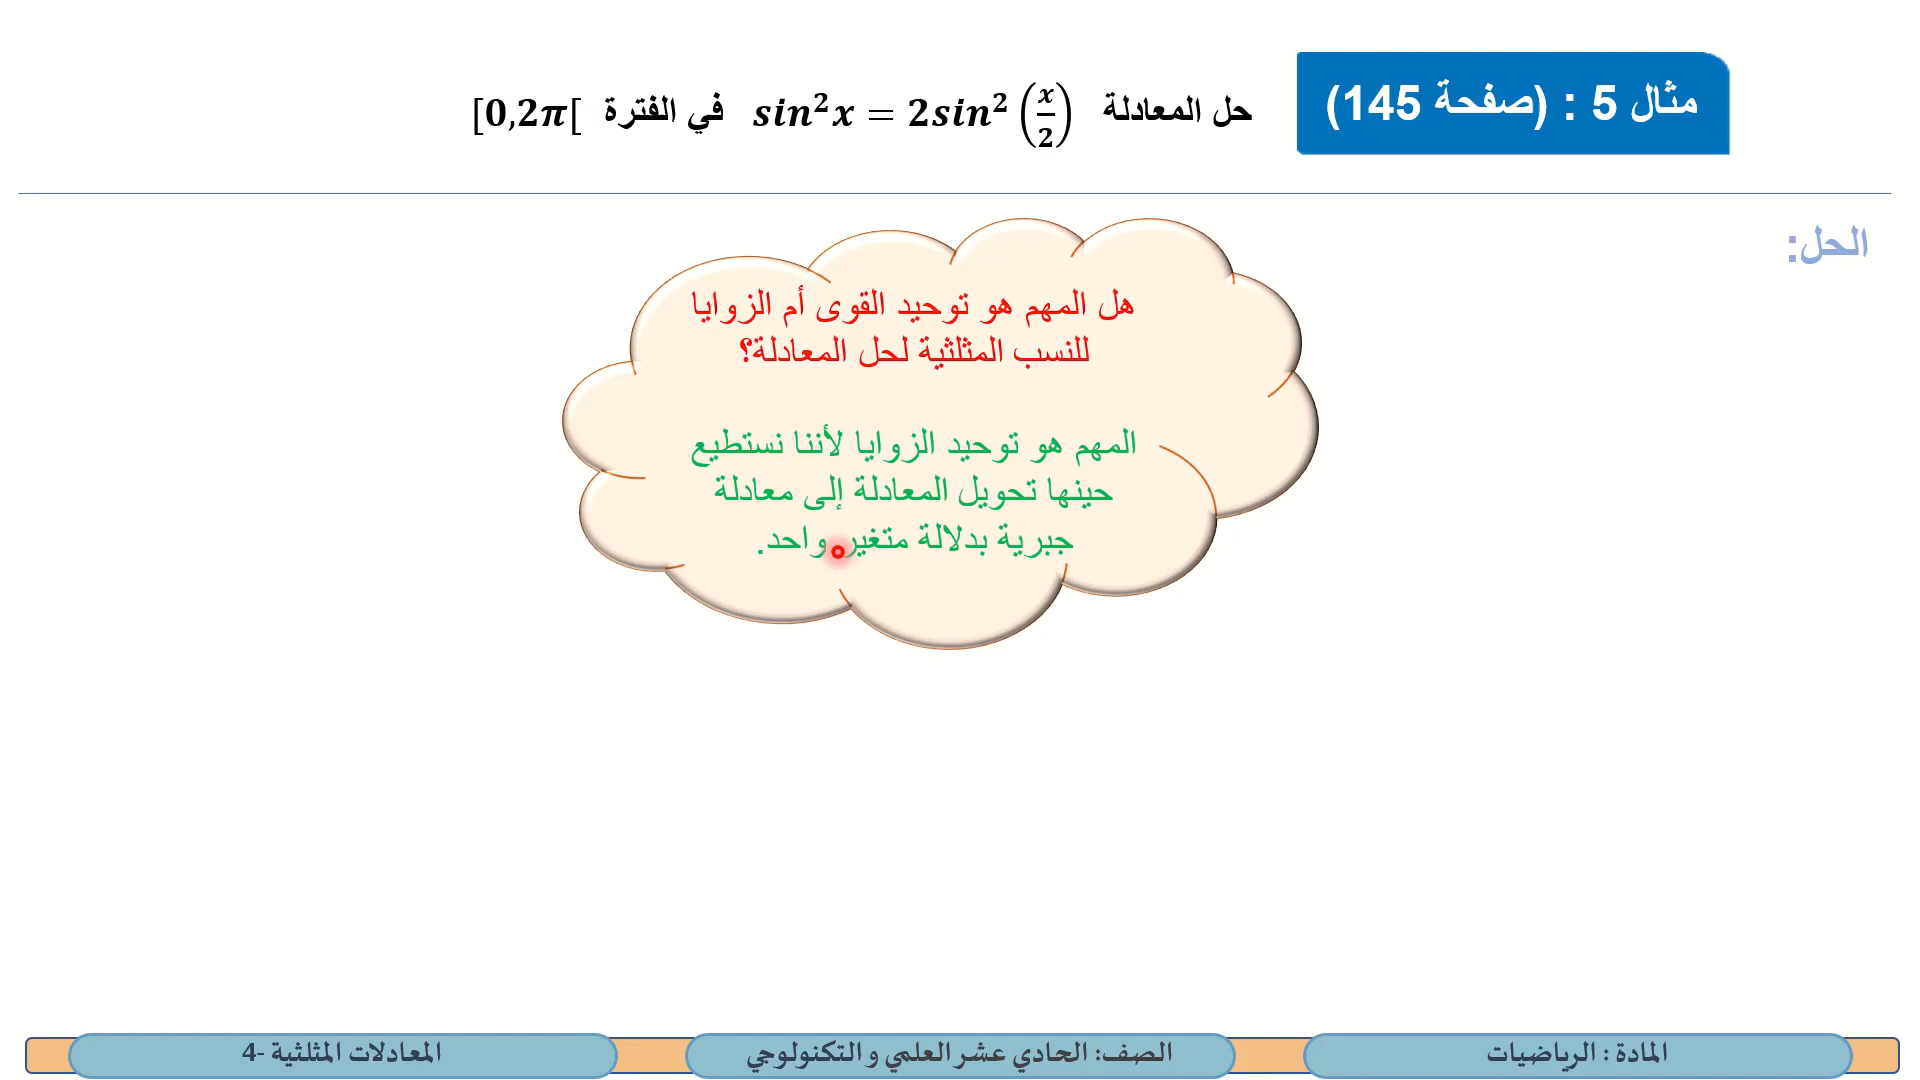 مثال 5 : (صفحة 145)
حل المعادلة sin²x = 2sin²(x/2) في الفترة [0,2π[
الحل:
هل المهم هو توحيد القوى أم الزوايا
للنسب المثلثية لحل المعادلة؟
المهم هو توحيد الزوايا لأننا نستطيع
حينها تحويل المعادلة إلى معادلة
جبرية بدلالة متغير واحد.
المادة : الرياضيات
الصف: الحادي عشر العلمي و التكنولوجي
المعادلات المثلثية -4